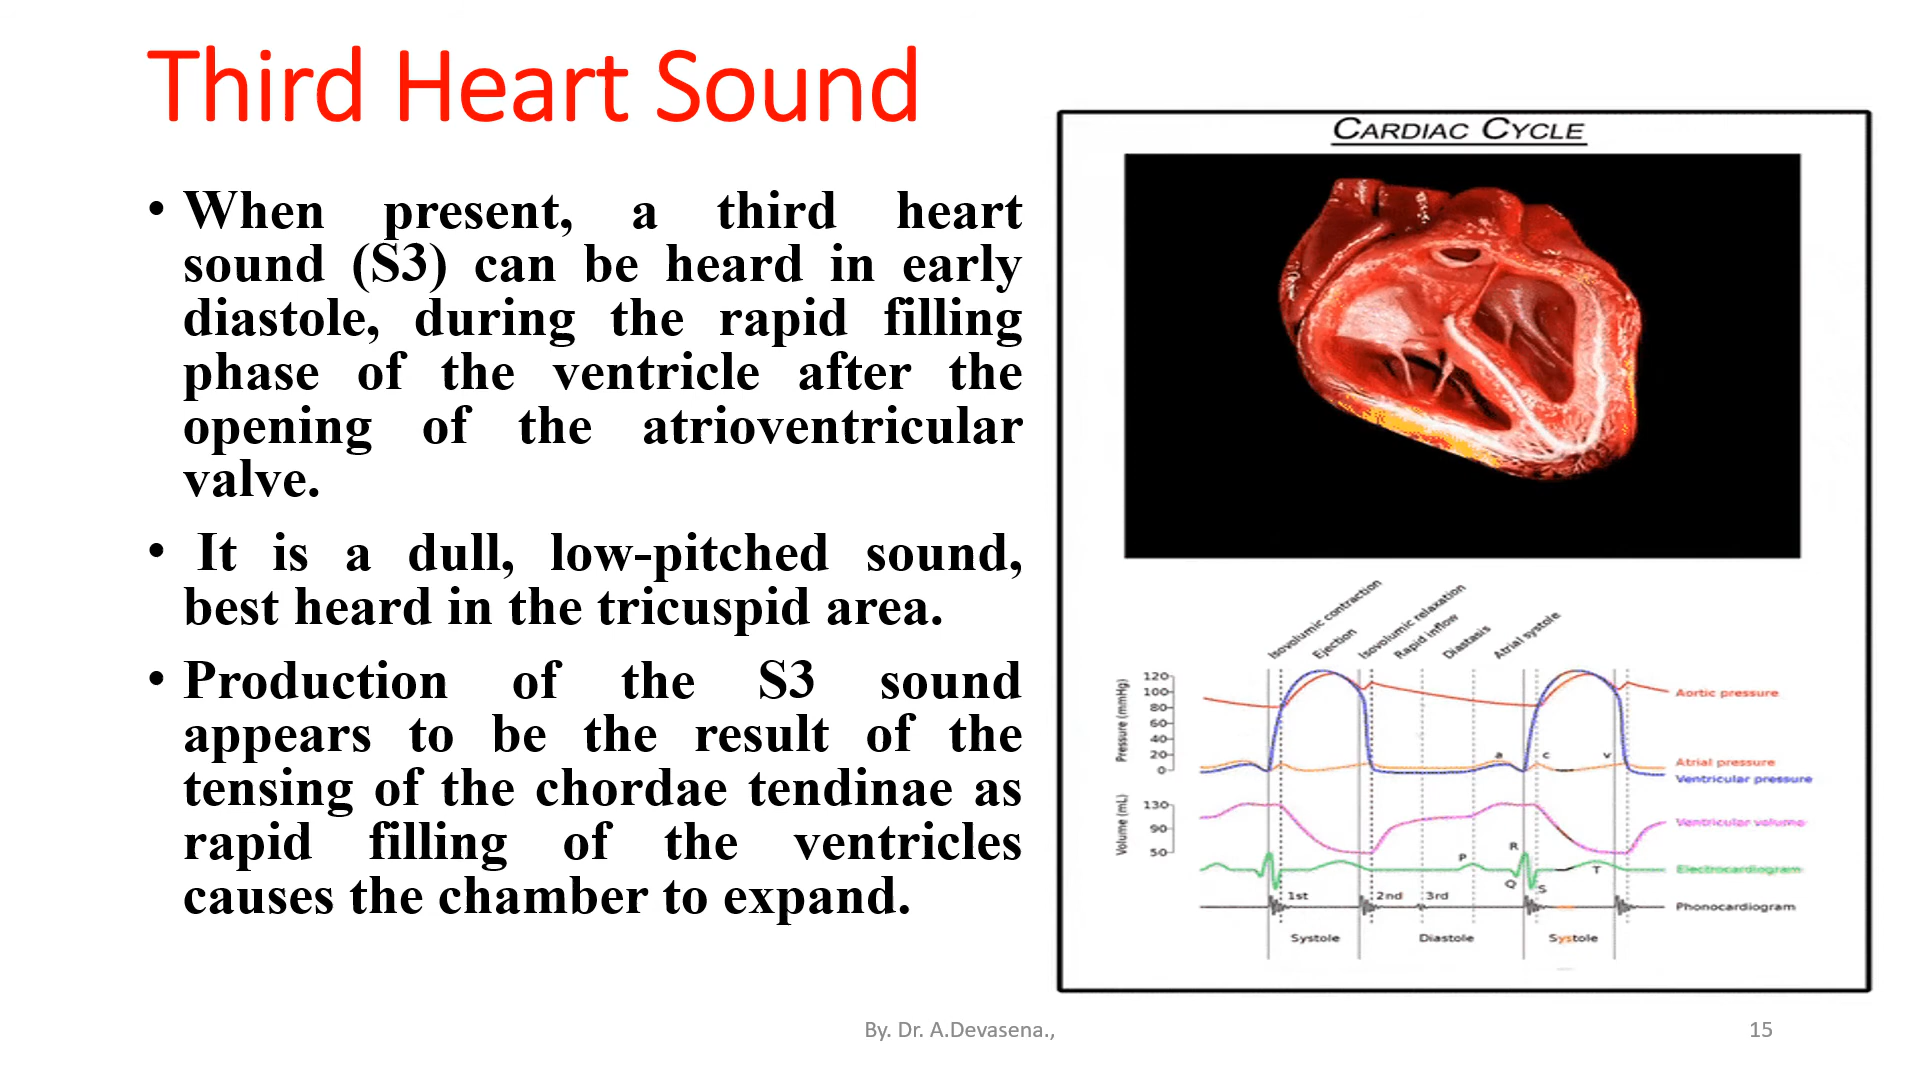 Third Heart Sound
• When present, a third heart
sound (S3) can be heard in early
diastole, during the rapid filling
phase of the ventricle after the
opening of the atrioventricular
valve.
• It is a dull, low-pitched sound,
best heard in the tricuspid area.
• Production of the S3 sound
appears to be the result of the
tensing of the chordae tendinae as
rapid filling of the ventricles
causes the chamber to expand.
CARDIAC CYCLE
Isovolumic contraction
Ejection
Isovolumic relaxation
Rapid inflow
Diastasis
Atrial systole
Pressure (mmHg)
120
100
80
60
40
20
0
a
c
v
Aortic pressure
Atrial pressure
Ventricular pressure
Volume (mL)
130
90
50
Ventricular volume
P
R
Q
S
T
Electrocardiogram
1st
2nd
3rd
Phonocardiogram
Systole
Diastole
Systole
By. Dr. A.Devasena.,
15